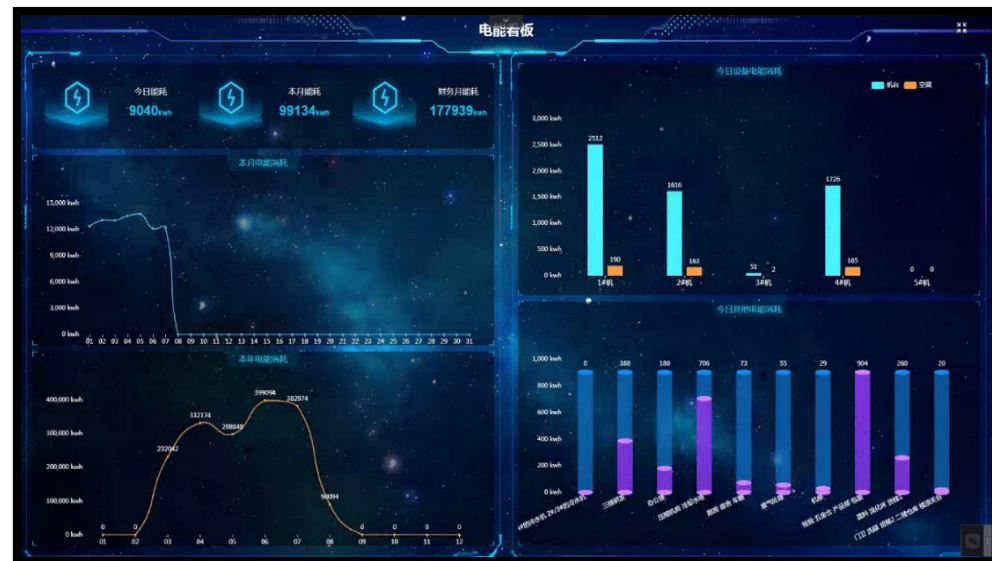 电能看板
今日能耗
9040kwh
本月能耗
99134kwh
财务月能耗
177939kwh
本月电能消耗
15,000 kwh
12,000 kwh
9,000 kwh
6,000 kwh
3,000 kwh
0 kwh
01 02 03 04 05 06 07 08 09 10 11 12 13 14 15 16 17 18 19 20 21 22 23 24 25 26 27 28 29 30 31
本年电能消耗
400,000 kwh
300,000 kwh
200,000 kwh
100,000 kwh
0 kwh
0 0 232042 332174 298848 399094 382974 0 0 0 0
01 02 03 04 05 06 07 08 09 10 11 12
今日设备电能消耗
机台 空调
3,000 kwh
2,500 kwh
2,000 kwh
1,500 kwh
1,000 kwh
500 kwh
0 kwh
2512 190 1616 163 51 2 1726 165 0 0
1#机 2#机 3#机 4#机 5#机
今日其他电能消耗
1,000 kwh
800 kwh
600 kwh
400 kwh
200 kwh
0 kwh
0 388 180 706 73 55 29 904 260 20
办公室
压缩机房 冷却水塔
机修